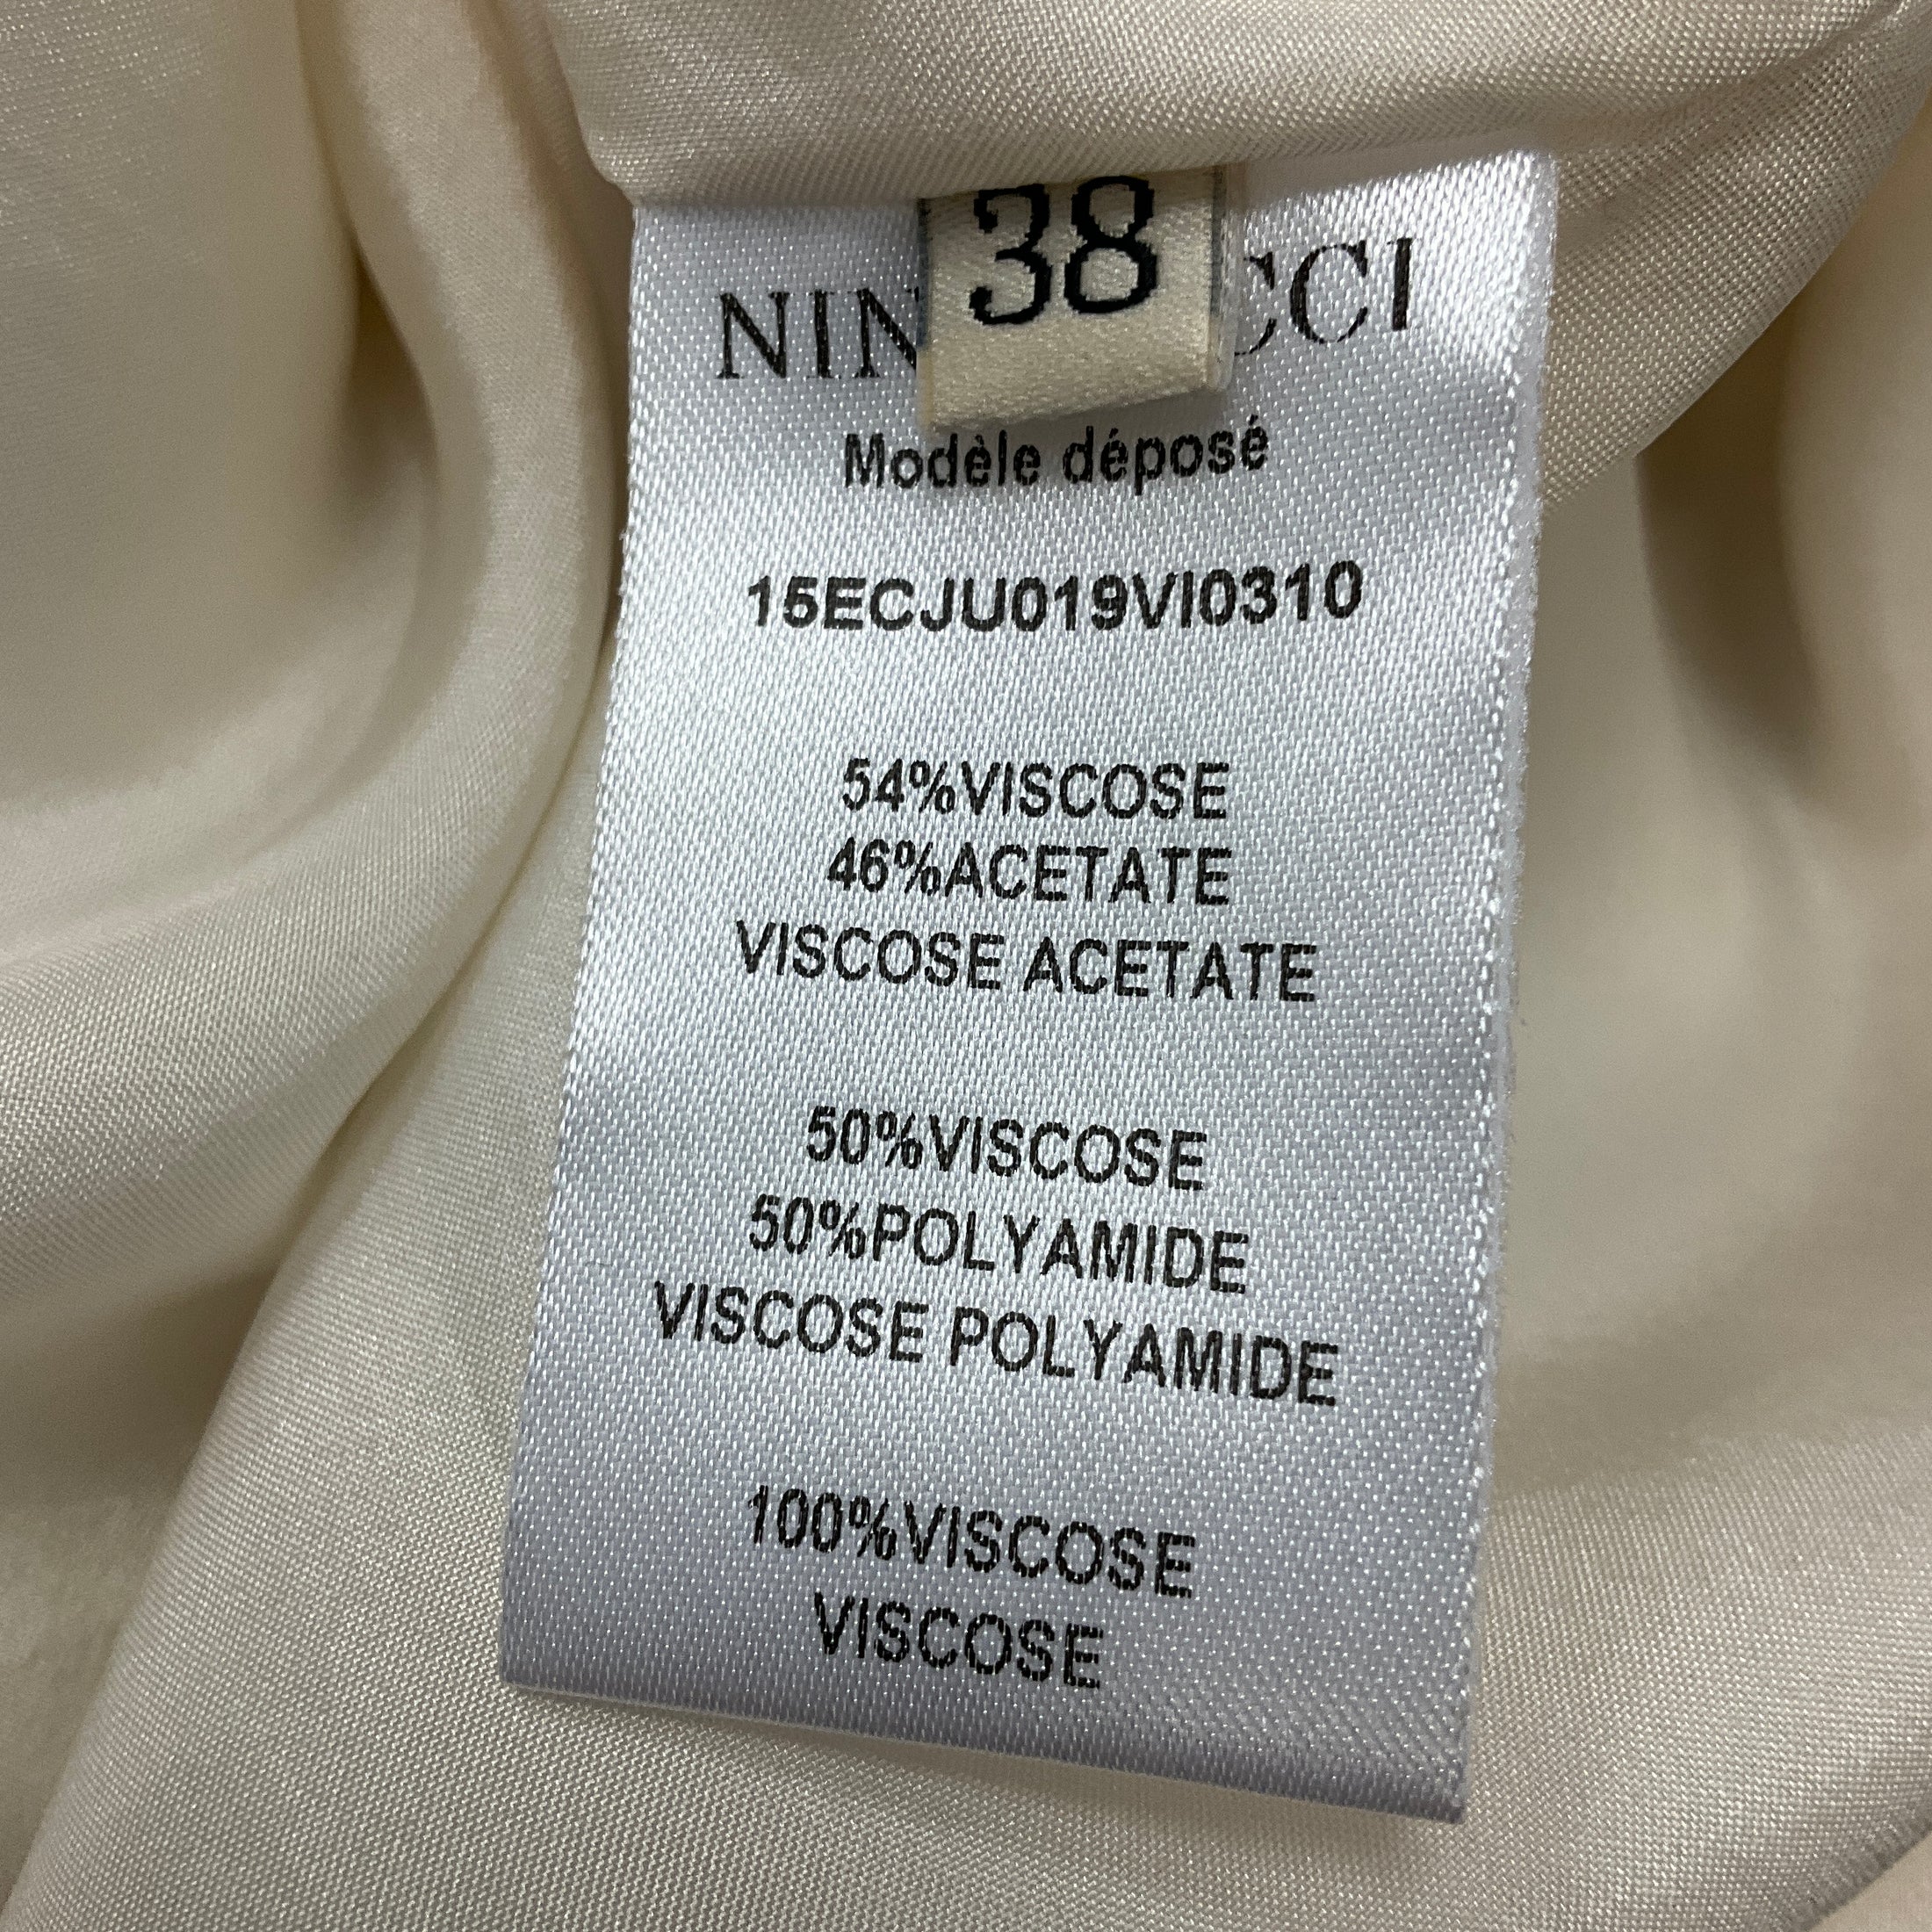 38
NIN CCI
Modèle déposé
15ECJU019VI0310
54%VISCOSE
46%ACETATE
VISCOSE ACETATE
50%VISCOSE
50%POLYAMIDE
VISCOSE POLYAMIDE
100%VISCOSE
VISCOSE